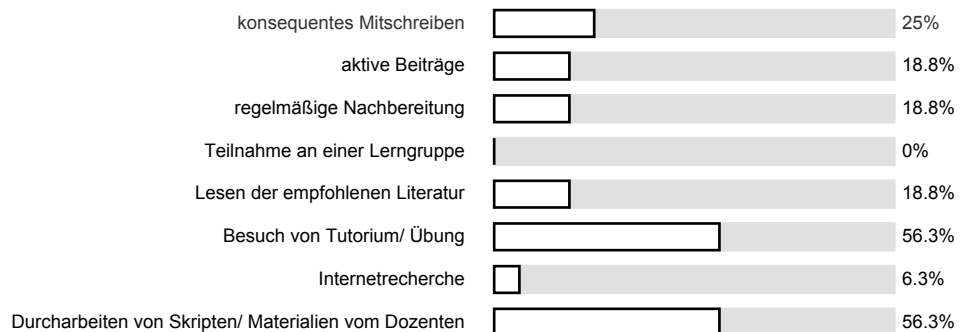 konsequentes Mitschreiben 25%
aktive Beiträge 18.8%
regelmäßige Nachbereitung 18.8%
Teilnahme an einer Lerngruppe 0%
Lesen der empfohlenen Literatur 18.8%
Besuch von Tutorium/ Übung 56.3%
Internetrecherche 6.3%
Durcharbeiten von Skripten/ Materialien vom Dozenten 56.3%